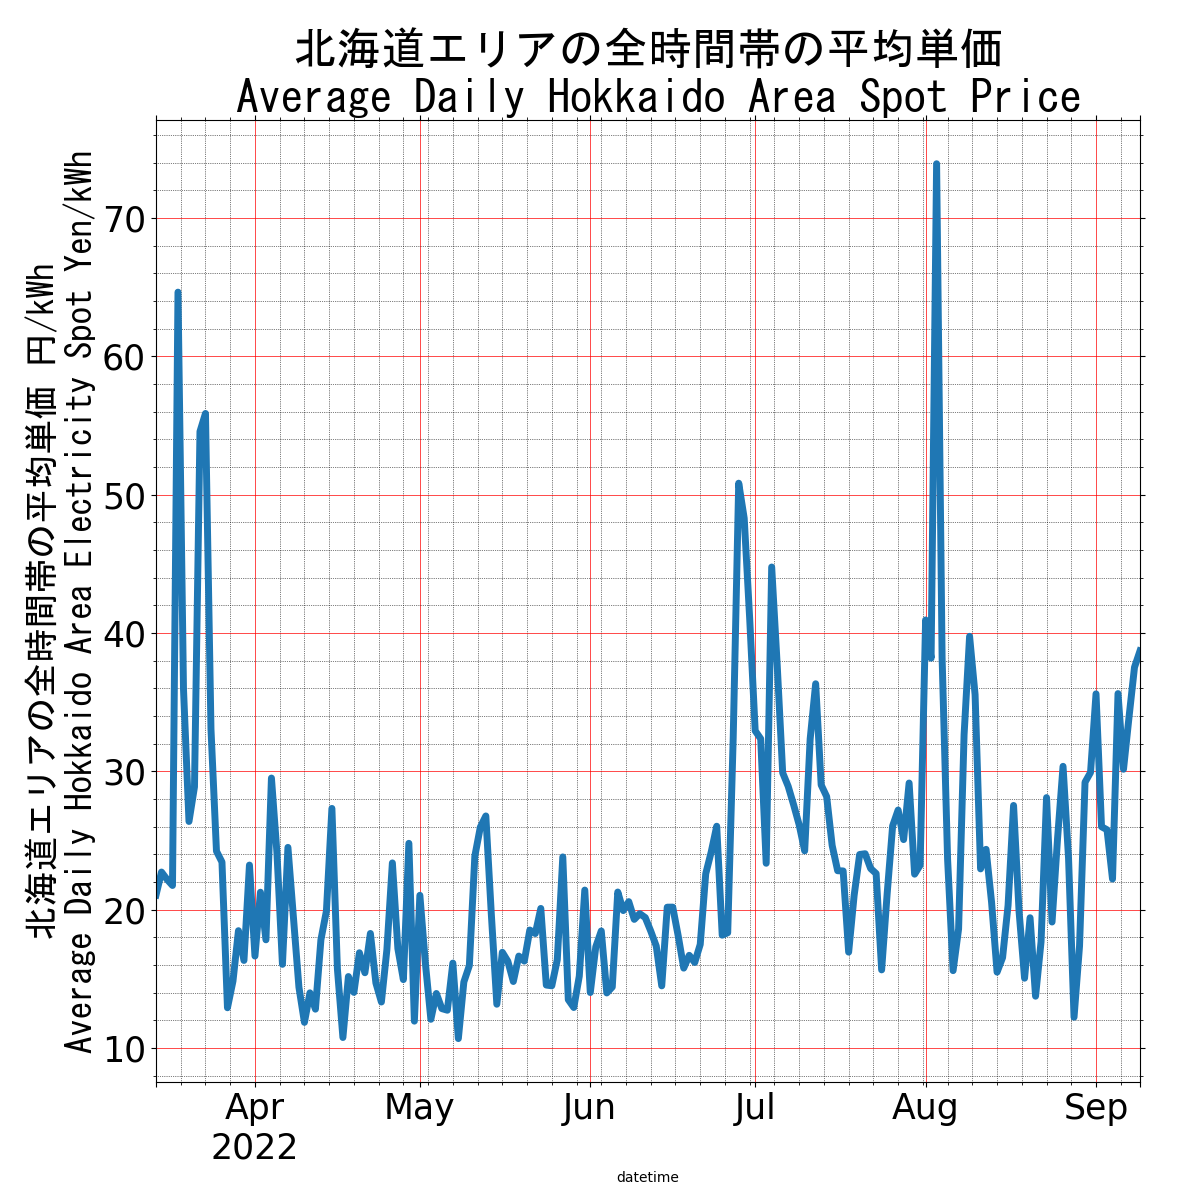 北海道エリアの全時間帯の平均単価
Average Daily Hokkaido Area Spot Price
北海道エリアの全時間帯の平均単価 円/kWh
Average Daily Hokkaido Area Electricity Spot Yen/kWh
70
60
50
40
30
20
10
Apr May Jun Jul Aug Sep
2022
datetime